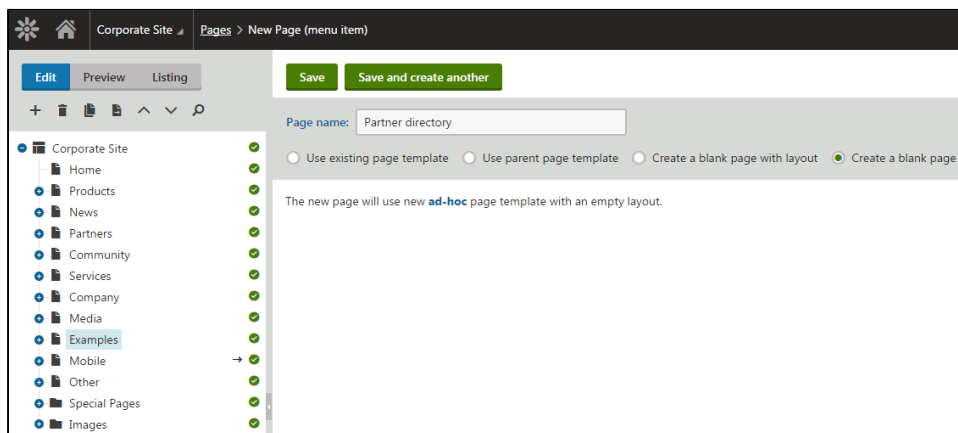 Corporate Site Pages > New Page (menu item)
Edit Preview Listing
Save Save and create another
Page name: Partner directory
Use existing page template Use parent page template Create a blank page with layout Create a blank page
The new page will use new ad-hoc page template with an empty layout.
Corporate Site
Home
Products
News
Partners
Community
Services
Company
Media
Examples
Mobile
Other
Special Pages
Images